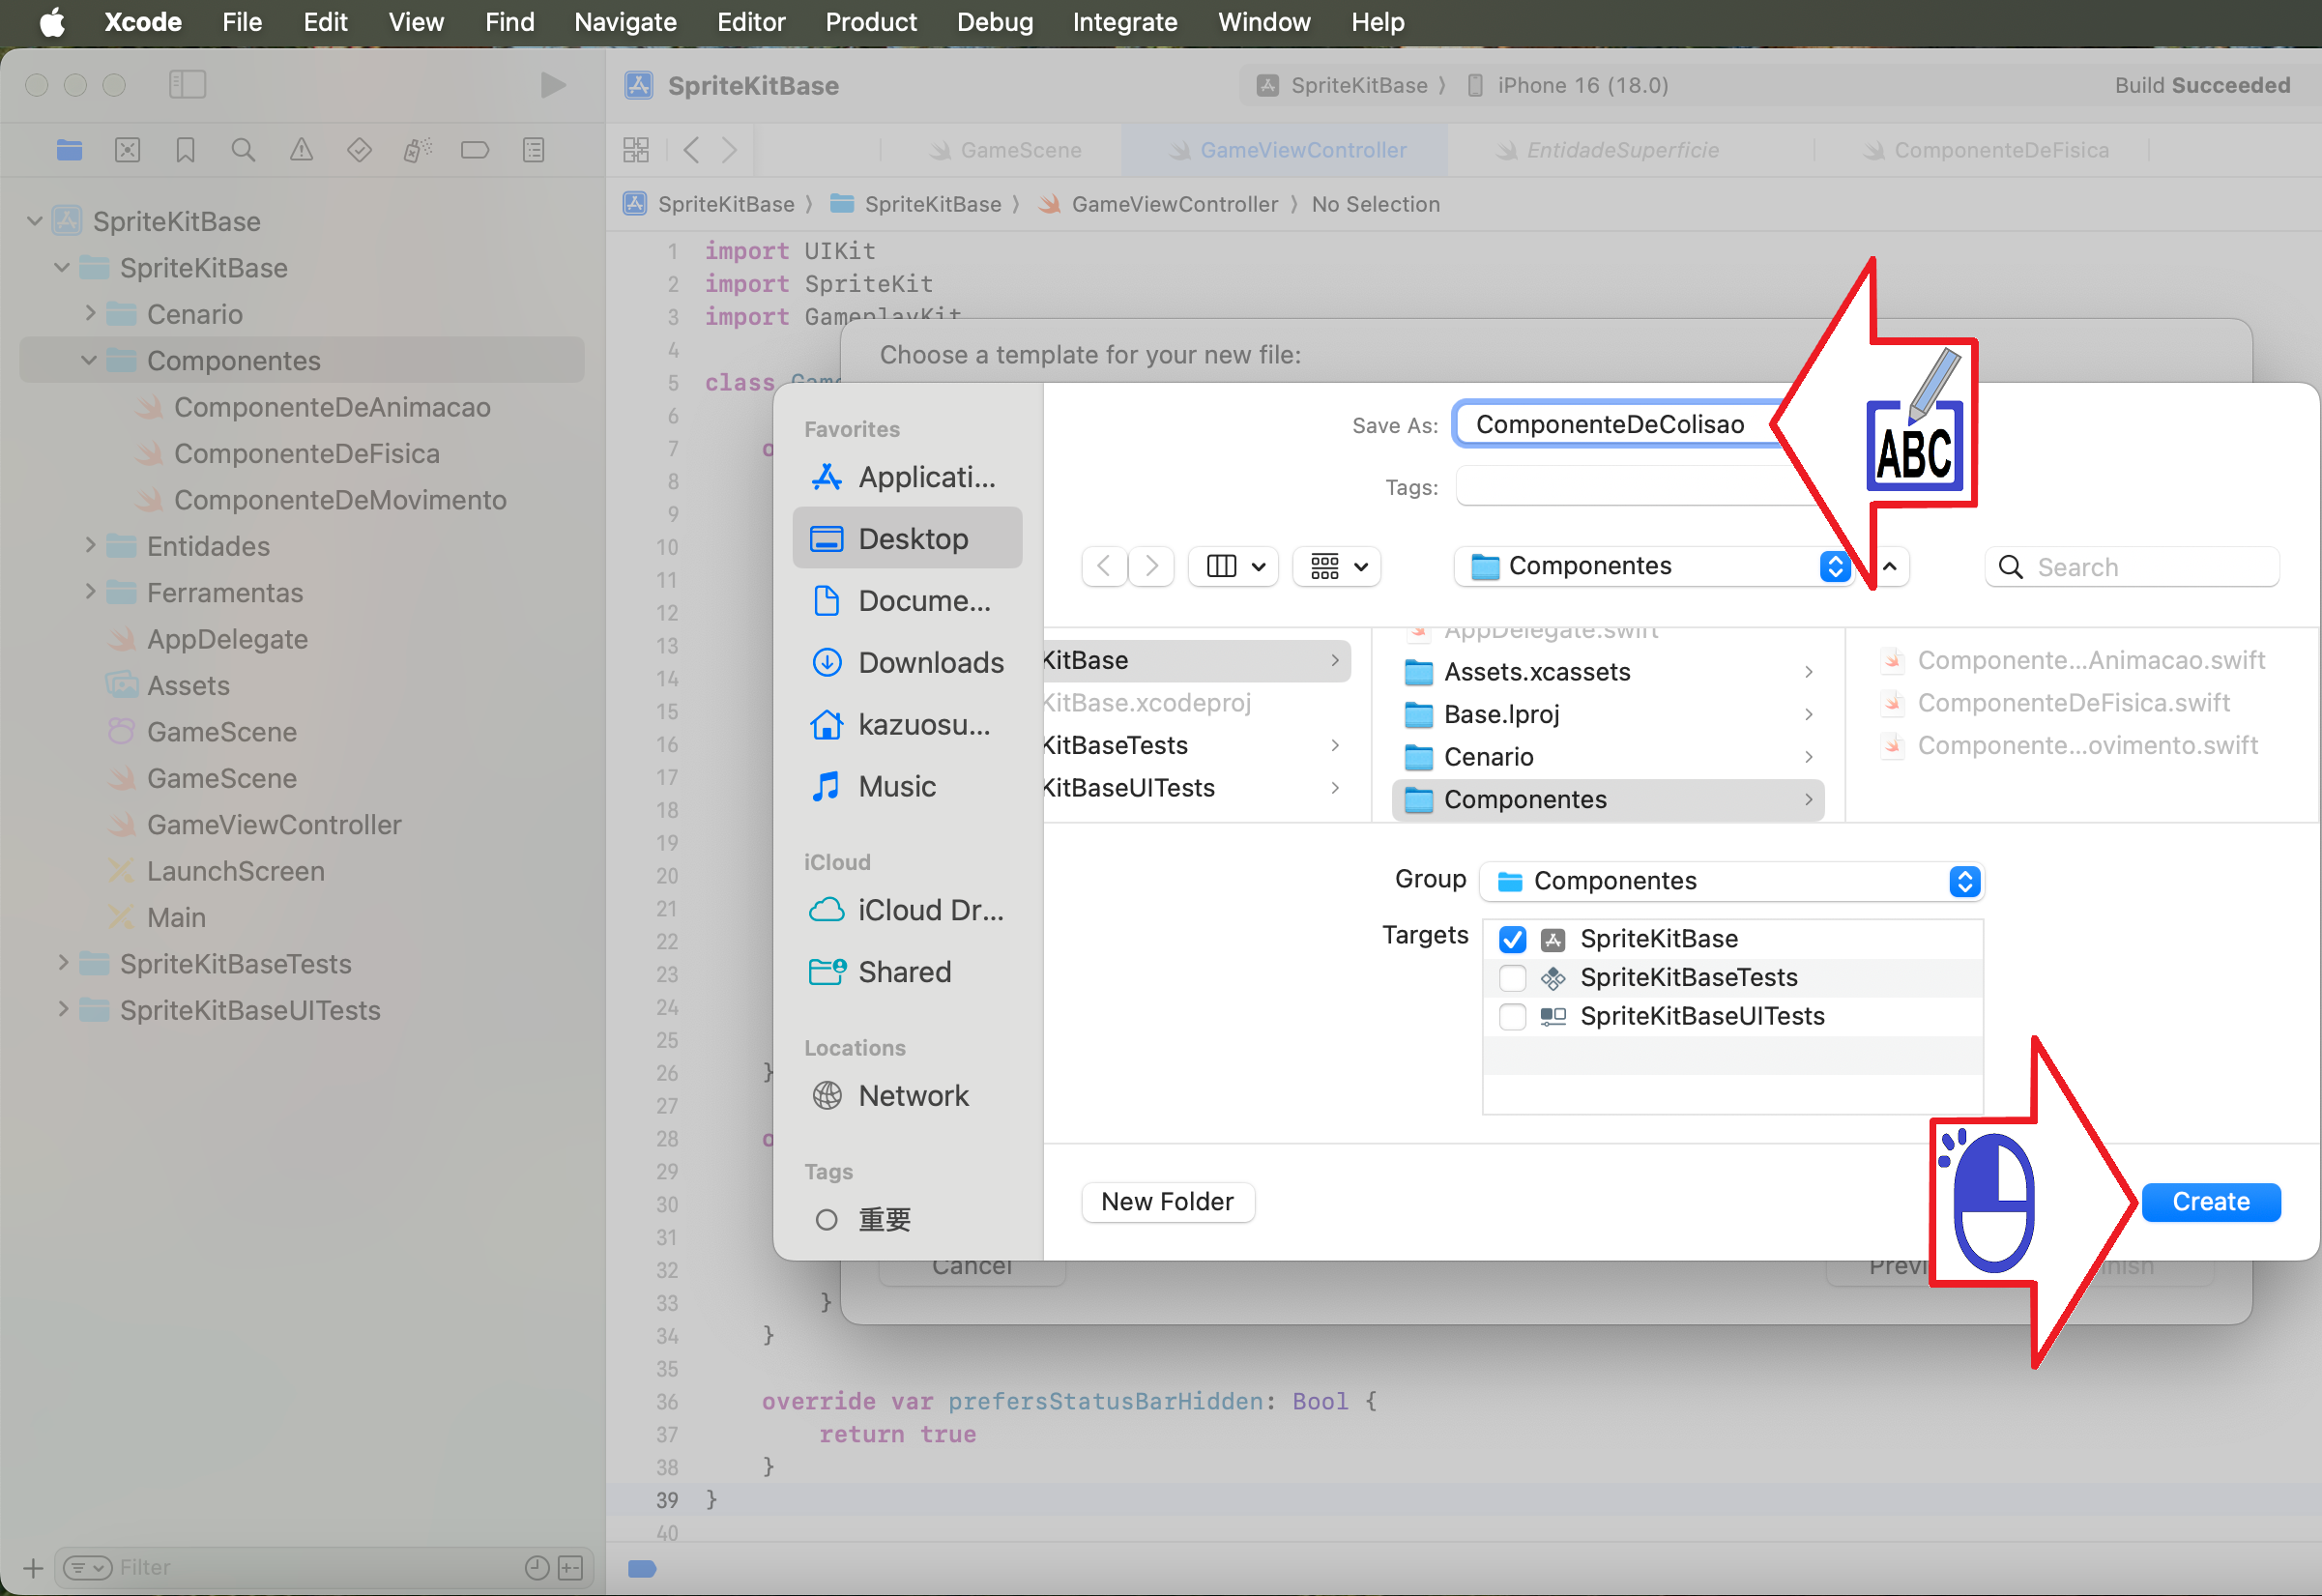 Xcode File Edit View Find Navigate Editor Product Debug Integrate Window Help
SpriteKitBase
SpriteKitBase 〉 iPhone 16 (18.0)
Build Succeeded
GameScene
GameViewController
EntidadeSuperficie
ComponenteDeFisica
SpriteKitBase 〉 SpriteKitBase 〉 GameViewController 〉 No Selection
SpriteKitBase
SpriteKitBase
Cenario
Componentes
ComponenteDeAnimacao
ComponenteDeFisica
ComponenteDeMovimento
Entidades
Ferramentas
AppDelegate
Assets
GameScene
GameScene
GameViewController
LaunchScreen
Main
SpriteKitBaseTests
SpriteKitBaseUITests
Filter
1 import UIKit
2 import SpriteKit
3 import GameplayKit
4
5 class Game
6
7 o
8
9
10
11
12
13
14
15
16
17
18
19
20
21
22
23
24
25
26 }
27
28 o
29
30
31
32
33 }
34 }
35
36 override var prefersStatusBarHidden: Bool {
37 return true
38 }
39 }
40
Choose a template for your new file:
Favorites
Applicati...
Desktop
Docume...
Downloads
kazuosu...
Music
iCloud
iCloud Dr...
Shared
Locations
Network
Tags
重要
Save As: ComponenteDeColisao
Tags:
ABC
Componentes
Search
KitBase
KitBase.xcodeproj
KitBaseTests
KitBaseUITests
AppDelegate.swift
Assets.xcassets
Base.lproj
Cenario
Componentes
Componente...Animacao.swift
ComponenteDeFisica.swift
Componente...ovimento.swift
Group Componentes
Targets
SpriteKitBase
SpriteKitBaseTests
SpriteKitBaseUITests
New Folder
Create
Cancel
Previ
nish